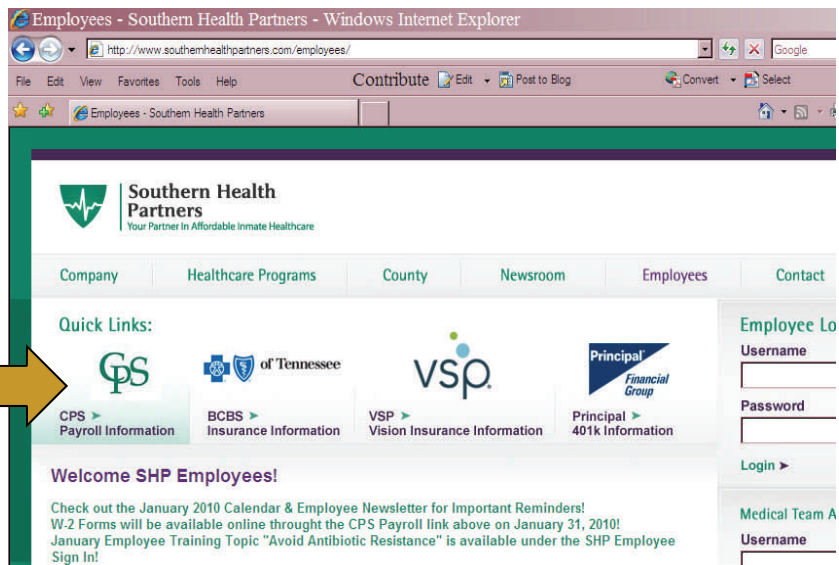 Employees - Southern Health Partners - Windows Internet Explorer
http://www.southernhealthpartners.com/employees/
Google
File Edit View Favorites Tools Help
Contribute Edit Post to Blog
Convert Select
Employees - Southern Health Partners
Southern Health
Partners
Your Partner In Affordable Inmate Healthcare
Company Healthcare Programs County Newsroom Employees Contact
Quick Links:
CPS
of Tennessee
vsp.
Principal
Financial
Group
CPS ➤
Payroll Information
BCBS ➤
Insurance Information
VSP ➤
Vision Insurance Information
Principal ➤
401k Information
Welcome SHP Employees!
Check out the January 2010 Calendar & Employee Newsletter for Important Reminders!
W-2 Forms will be available online throught the CPS Payroll link above on January 31, 2010!
January Employee Training Topic "Avoid Antibiotic Resistance" is available under the SHP Employee
Sign In!
Employee Lo
Username
Password
Login ➤
Medical Team A
Username